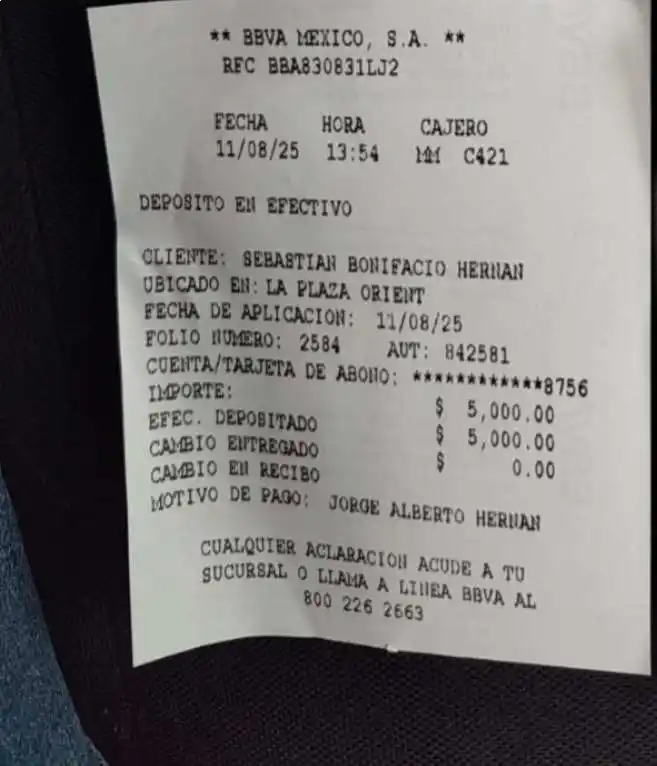 ** BBVA MEXICO, S.A. **
RFC BBA830831LJ2
FECHA HORA CAJERO
11/08/25 13:54 MM C421
DEPOSITO EN EFECTIVO
CLIENTE: SEBASTIAN BONIFACIO HERNAN
UBICADO EN: LA PLAZA ORIENT
FECHA DE APLICACION: 11/08/25
FOLIO NUMERO: 2584 AUT: 842581
CUENTA/TARJETA DE ABONO: ************8756
IMPORTE: $ 5,000.00
EFEC. DEPOSITADO $ 5,000.00
CAMBIO ENTREGADO $ 0.00
CAMBIO EN RECIBO
MOTIVO DE PAGO: JORGE ALBERTO HERNAN
CUALQUIER ACLARACION ACUDE A TU
SUCURSAL O LLAMA A LINEA BBVA AL
800 226 2663